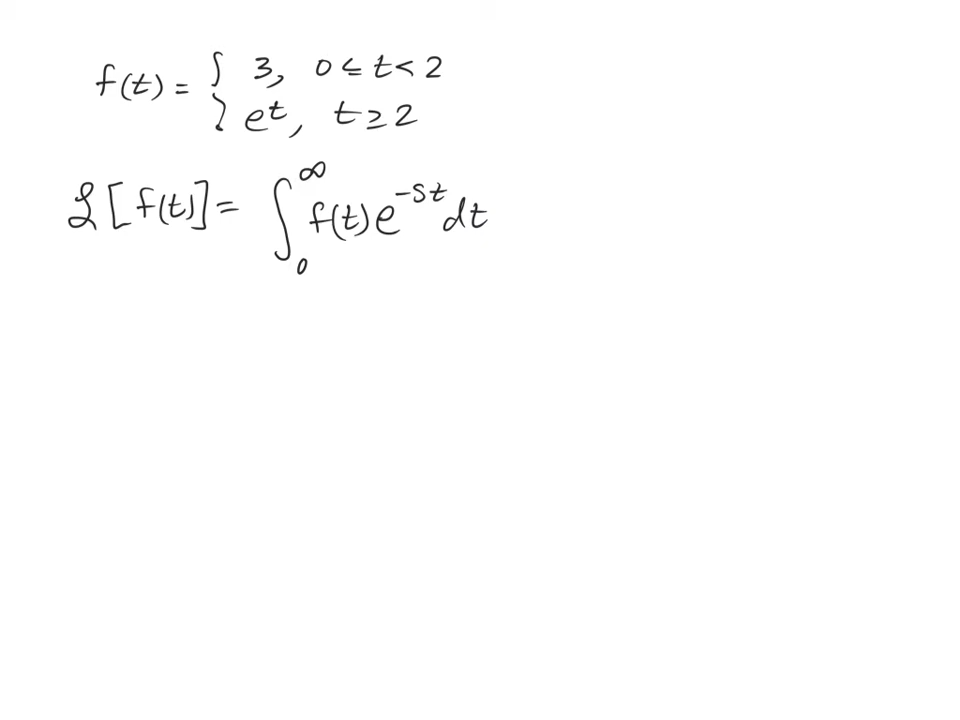 f(t) = { 3, 0 ≤ t < 2
e^t, t ≥ 2
ℒ[f(t)] = ∫_0^∞ f(t) e^{-st} dt